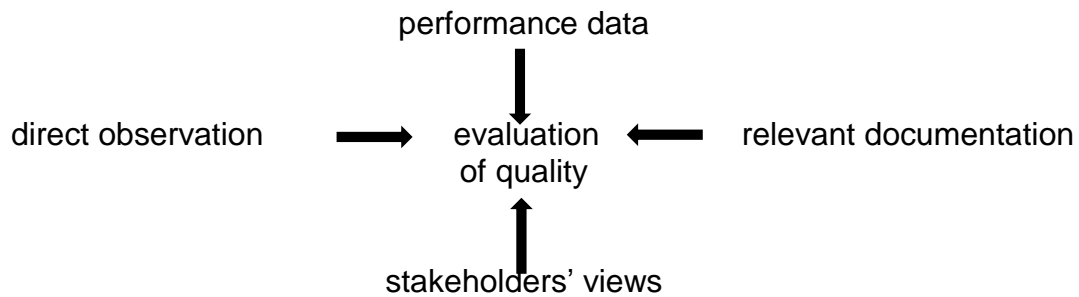 performance data
direct observation
evaluation
of quality
relevant documentation
stakeholders’ views